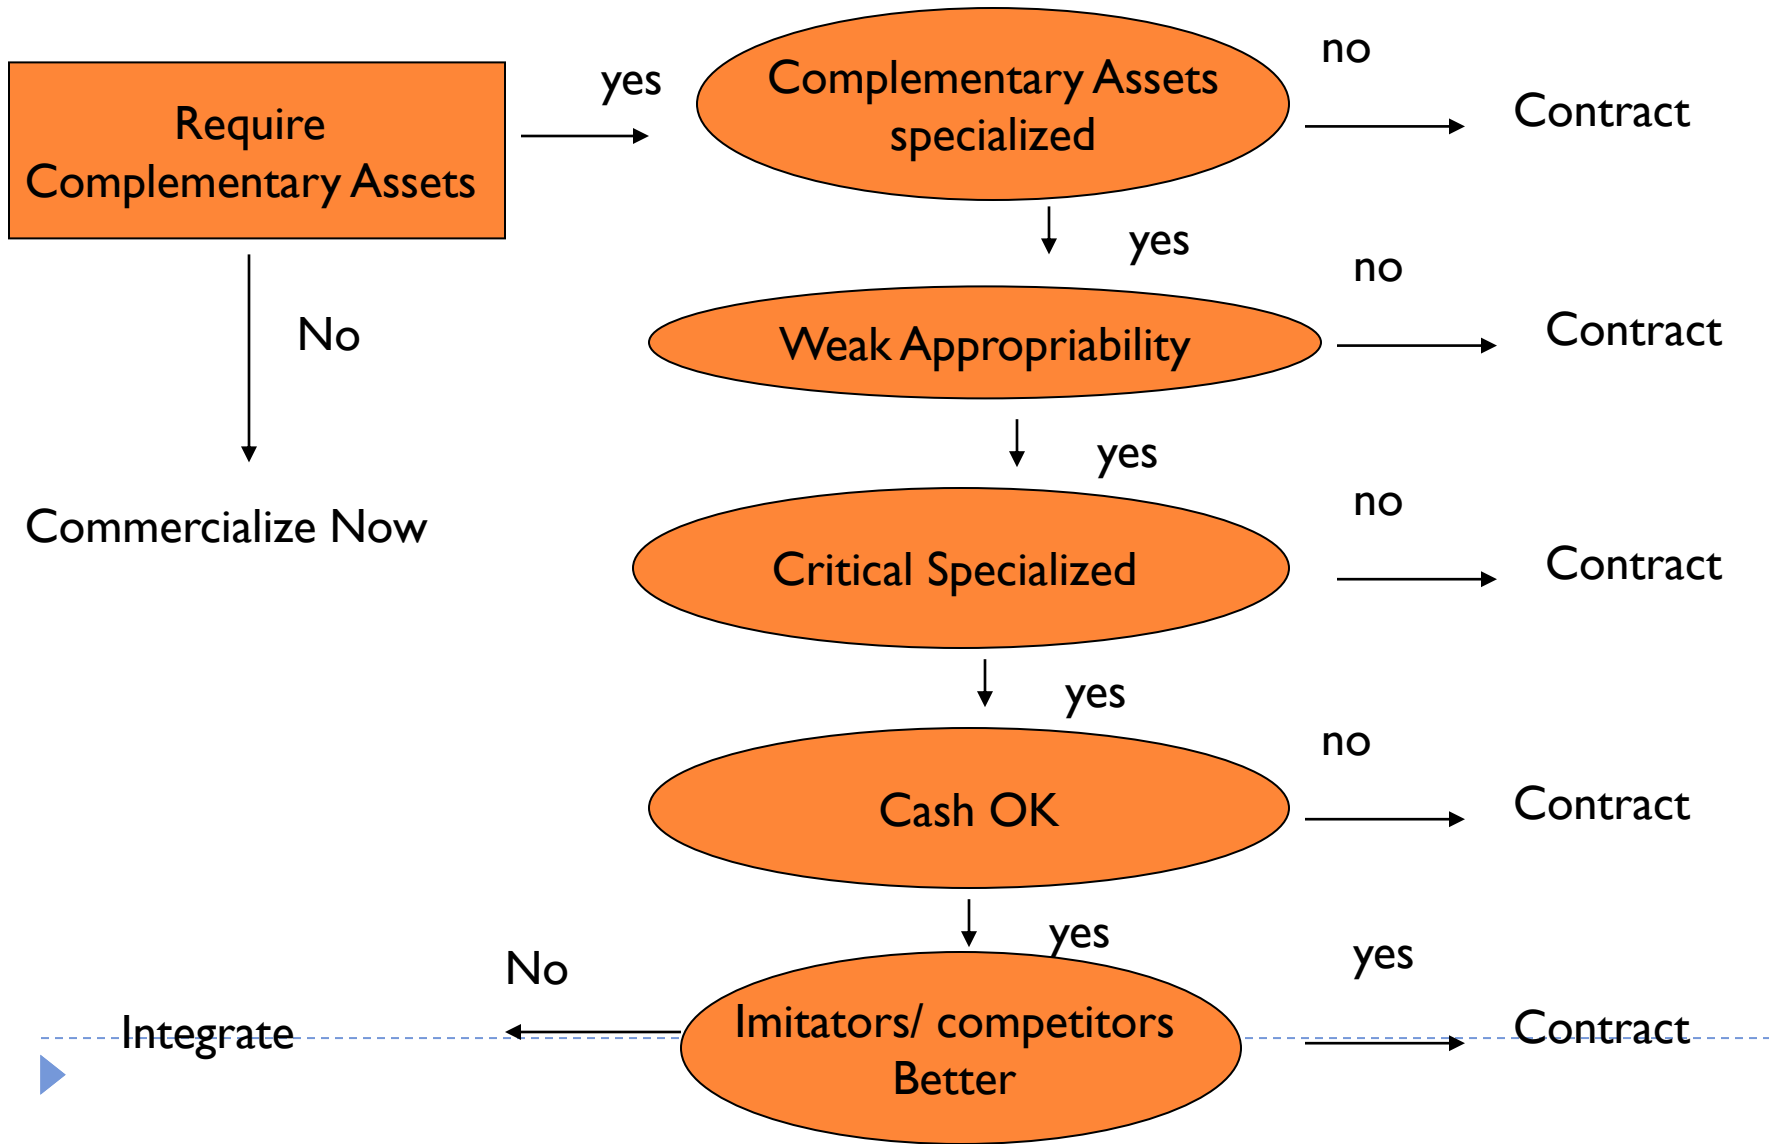 Require
Complementary Assets
yes
Complementary Assets
specialized
no
Contract
No
Commercialize Now
yes
Weak Appropriability
no
Contract
yes
Critical Specialized
no
Contract
yes
Cash OK
no
Contract
yes
Imitators/ competitors
Better
No
Integrate
yes
Contract